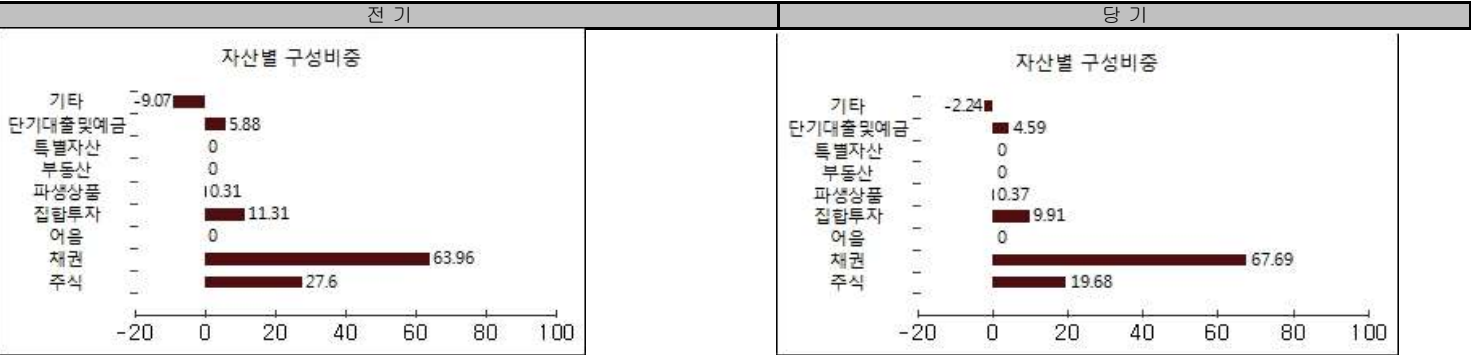 전 기
당 기
자산별 구성비중
기타 -9.07
단기대출및예금 5.88
특별자산 0
부동산 0
파생상품 0.31
집합투자 11.31
어음 0
채권 63.96
주식 27.6
-20 0 20 40 60 80 100
자산별 구성비중
기타 -2.24
단기대출및예금 4.59
특별자산 0
부동산 0
파생상품 0.37
집합투자 9.91
어음 0
채권 67.69
주식 19.68
-20 0 20 40 60 80 100